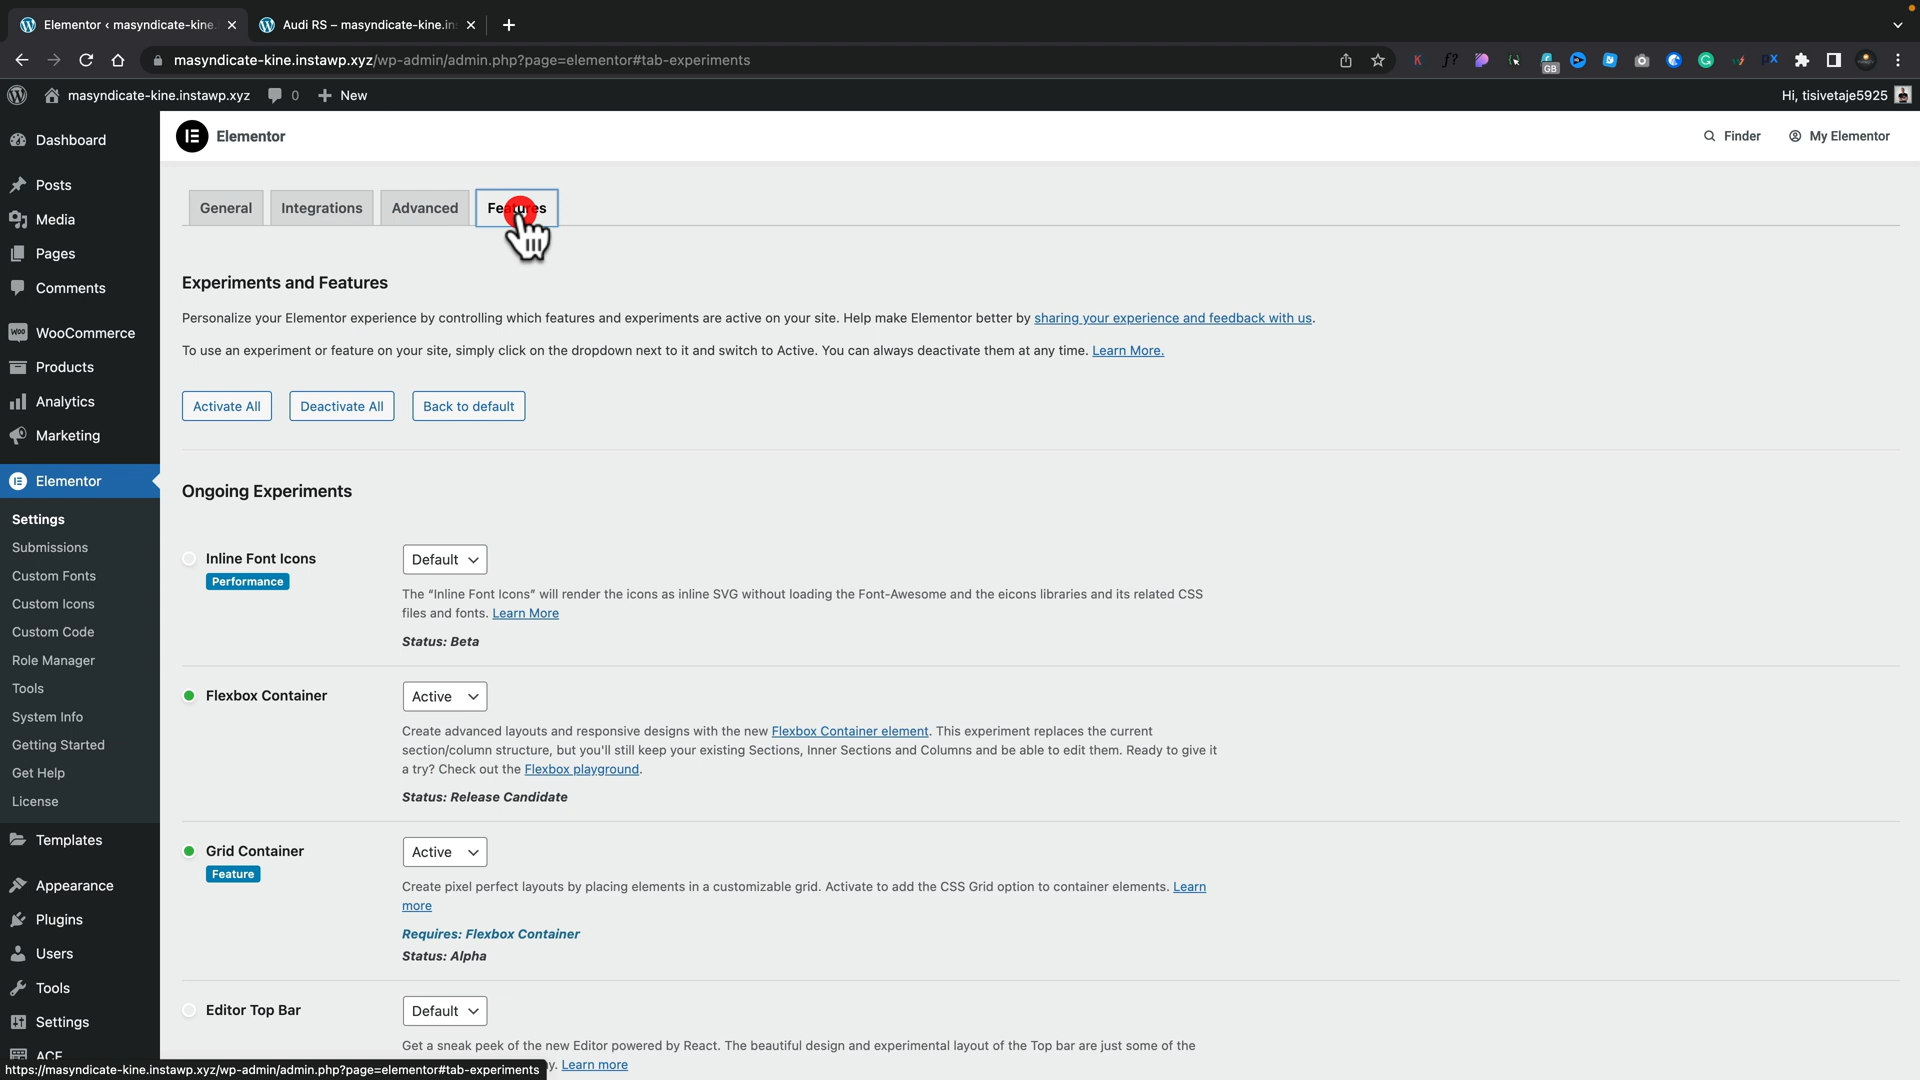 Elementor ‹ masyndicate-kine.
Audi RS – masyndicate-kine.in
masyndicate-kine.instawp.xyz/wp-admin/admin.php?page=elementor#tab-experiments
GB
masyndicate-kine.instawp.xyz
0
New
Hi, tisivetaje5925
Dashboard
Posts
Media
Pages
Comments
WooCommerce
Products
Analytics
Marketing
Elementor
Settings
Submissions
Custom Fonts
Custom Icons
Custom Code
Role Manager
Tools
System Info
Getting Started
Get Help
License
Templates
Appearance
Plugins
Users
Tools
Settings
ACF
Elementor
Finder
My Elementor
General
Integrations
Advanced
Features
Experiments and Features
Personalize your Elementor experience by controlling which features and experiments are active on your site. Help make Elementor better by sharing your experience and feedback with us.
To use an experiment or feature on your site, simply click on the dropdown next to it and switch to Active. You can always deactivate them at any time. Learn More.
Activate All
Deactivate All
Back to default
Ongoing Experiments
Inline Font Icons
Performance
Default
The “Inline Font Icons” will render the icons as inline SVG without loading the Font-Awesome and the eicons libraries and its related CSS
files and fonts. Learn More
Status: Beta
Flexbox Container
Active
Create advanced layouts and responsive designs with the new Flexbox Container element. This experiment replaces the current
section/column structure, but you'll still keep your existing Sections, Inner Sections and Columns and be able to edit them. Ready to give it
a try? Check out the Flexbox playground.
Status: Release Candidate
Grid Container
Feature
Active
Create pixel perfect layouts by placing elements in a customizable grid. Activate to add the CSS Grid option to container elements. Learn
more
Requires: Flexbox Container
Status: Alpha
Editor Top Bar
Default
Get a sneak peek of the new Editor powered by React. The beautiful design and experimental layout of the Top bar are just some of the
y. Learn more
https://masyndicate-kine.instawp.xyz/wp-admin/admin.php?page=elementor#tab-experiments